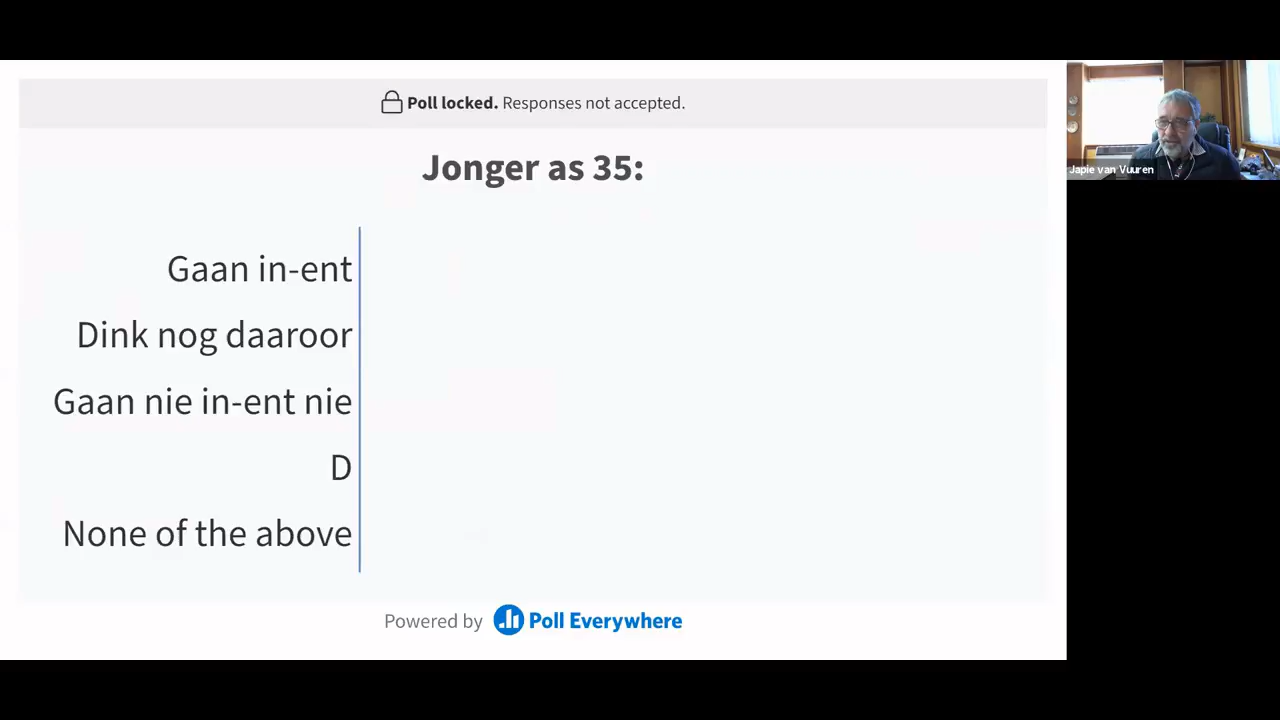 Poll locked. Responses not accepted.
Jonger as 35:
Gaan in-ent
Dink nog daaroor
Gaan nie in-ent nie
D
None of the above
Powered by Poll Everywhere
Japie van Vuuren